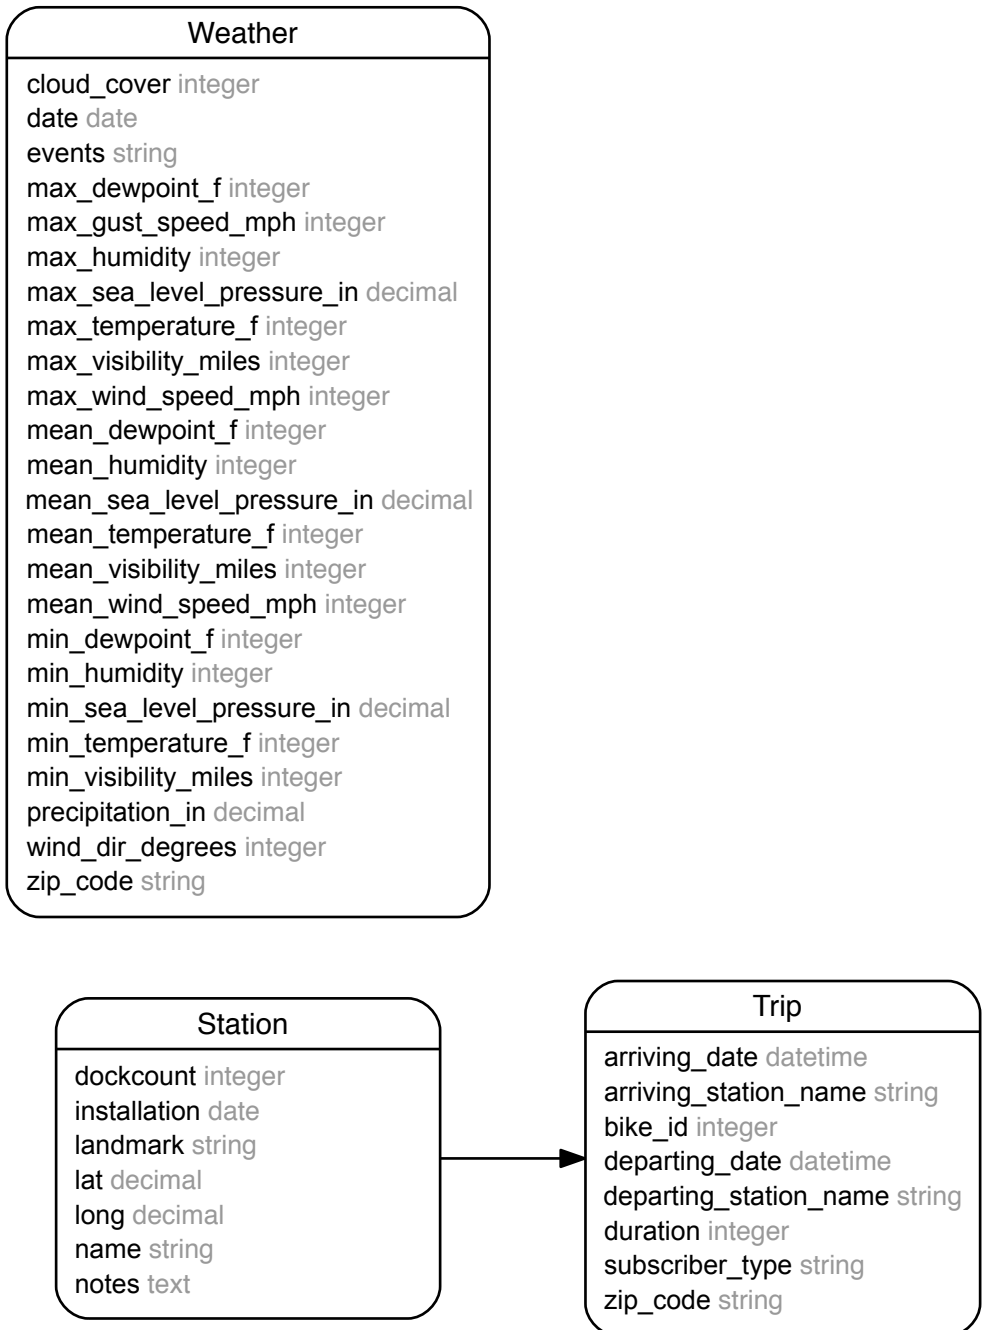 Weather
cloud_cover integer
date date
events string
max_dewpoint_f integer
max_gust_speed_mph integer
max_humidity integer
max_sea_level_pressure_in decimal
max_temperature_f integer
max_visibility_miles integer
max_wind_speed_mph integer
mean_dewpoint_f integer
mean_humidity integer
mean_sea_level_pressure_in decimal
mean_temperature_f integer
mean_visibility_miles integer
mean_wind_speed_mph integer
min_dewpoint_f integer
min_humidity integer
min_sea_level_pressure_in decimal
min_temperature_f integer
min_visibility_miles integer
precipitation_in decimal
wind_dir_degrees integer
zip_code string
Station
dockcount integer
installation date
landmark string
lat decimal
long decimal
name string
notes text
Trip
arriving_date datetime
arriving_station_name string
bike_id integer
departing_date datetime
departing_station_name string
duration integer
subscriber_type string
zip_code string